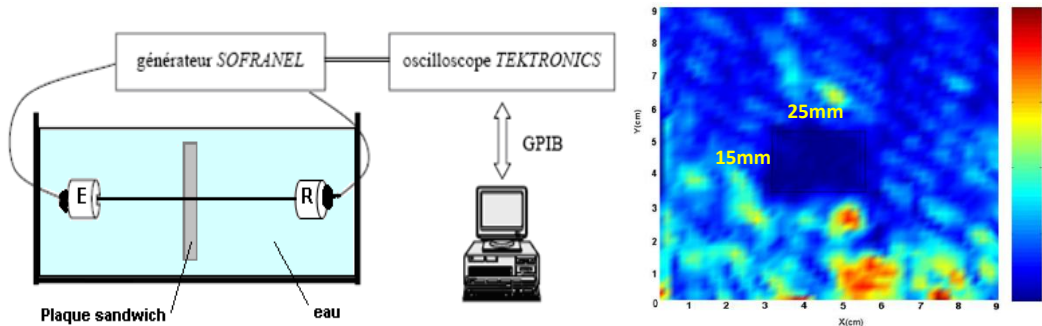 générateur SOFRANEL
oscilloscope TEKTRONICS
GPIB
E
R
Plaque sandwich
eau
9
8
7
6
5
4
3
2
1
0
Y(cm)
25mm
15mm
0 1 2 3 4 5 6 7 8 9
X(cm)